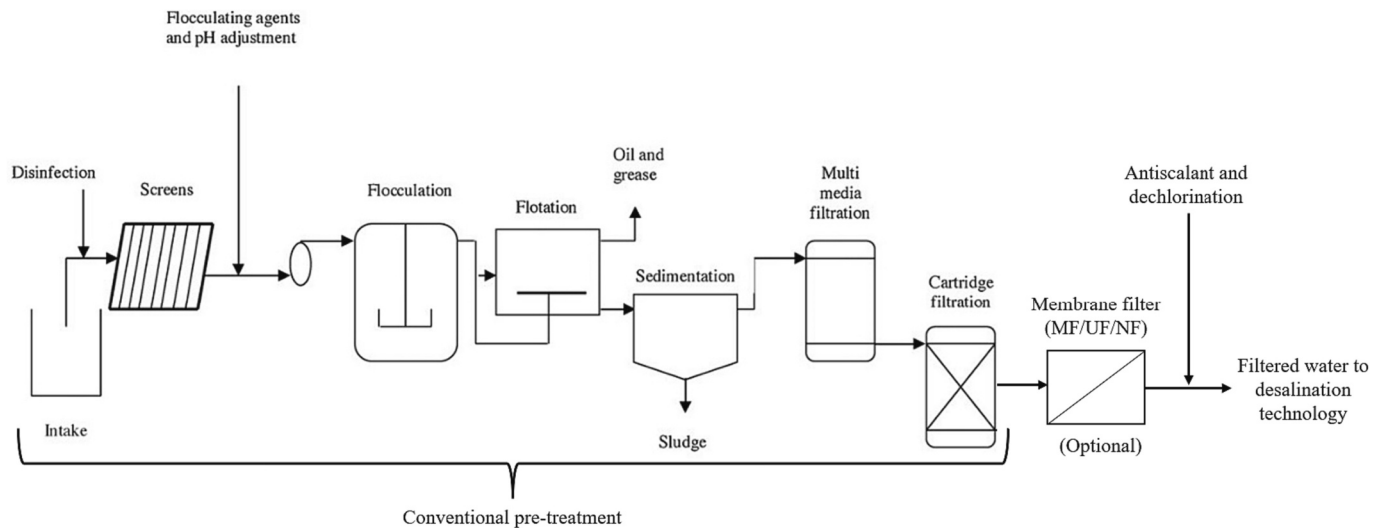 Flocculating agents
and pH adjustment
Disinfection
Screens
Flocculation
Flotation
Oil and
grease
Sedimentation
Multi
media
filtration
Cartridge
filtration
Membrane filter
(MF/UF/NF)
(Optional)
Antiscalant and
dechlorination
Filtered water to
desalination
technology
Intake
Sludge
Conventional pre-treatment